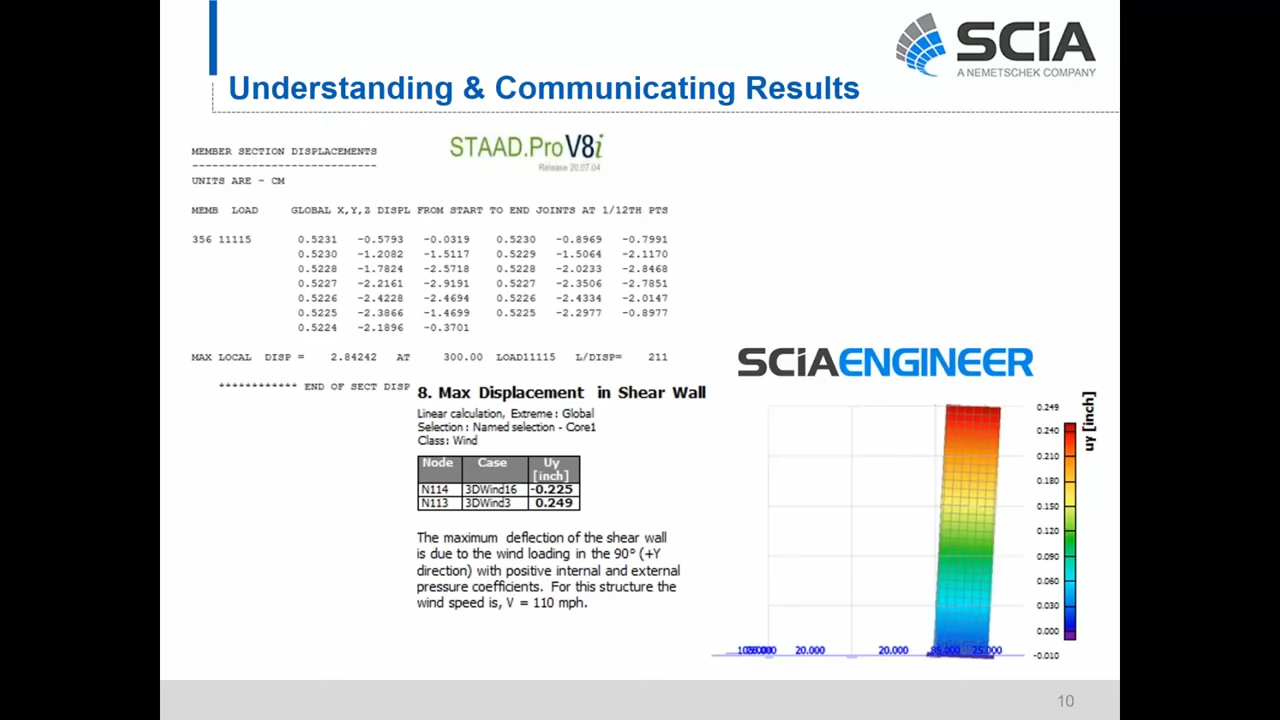 SCiA
A NEMETSCHEK COMPANY
Understanding & Communicating Results
STAAD.Pro V8i
Release 20.07.04
MEMBER SECTION DISPLACEMENTS
---------------------------
UNITS ARE - CM
MEMB LOAD GLOBAL X,Y,Z DISPL FROM START TO END JOINTS AT 1/12TH PTS
356 11115 0.5231 -0.5793 -0.0319 0.5230 -0.8969 -0.7991
0.5230 -1.2082 -1.5117 0.5229 -1.5064 -2.1170
0.5228 -1.7824 -2.5718 0.5228 -2.0233 -2.8468
0.5227 -2.2161 -2.9191 0.5227 -2.3506 -2.7851
0.5226 -2.4228 -2.4694 0.5226 -2.4334 -2.0147
0.5225 -2.3866 -1.4699 0.5225 -2.2977 -0.8977
0.5224 -2.1896 -0.3701
MAX LOCAL DISP = 2.84242 AT 300.00 LOAD11115 L/DISP= 211
************ END OF SECT DISP
8. Max Displacement in Shear Wall
Linear calculation, Extreme : Global
Selection : Named selection - Core1
Class: Wind
Node Case Uy
[inch]
N114 3DWind16 -0.225
N113 3DWind3 0.249
The maximum deflection of the shear wall
is due to the wind loading in the 90° (+Y
direction) with positive internal and external
pressure coefficients. For this structure the
wind speed is, V = 110 mph.
SCiAENGINEER
uy [inch]
0.249
0.240
0.210
0.180
0.150
0.120
0.090
0.060
0.030
0.000
-0.010
20.000 20.000 25.000
10